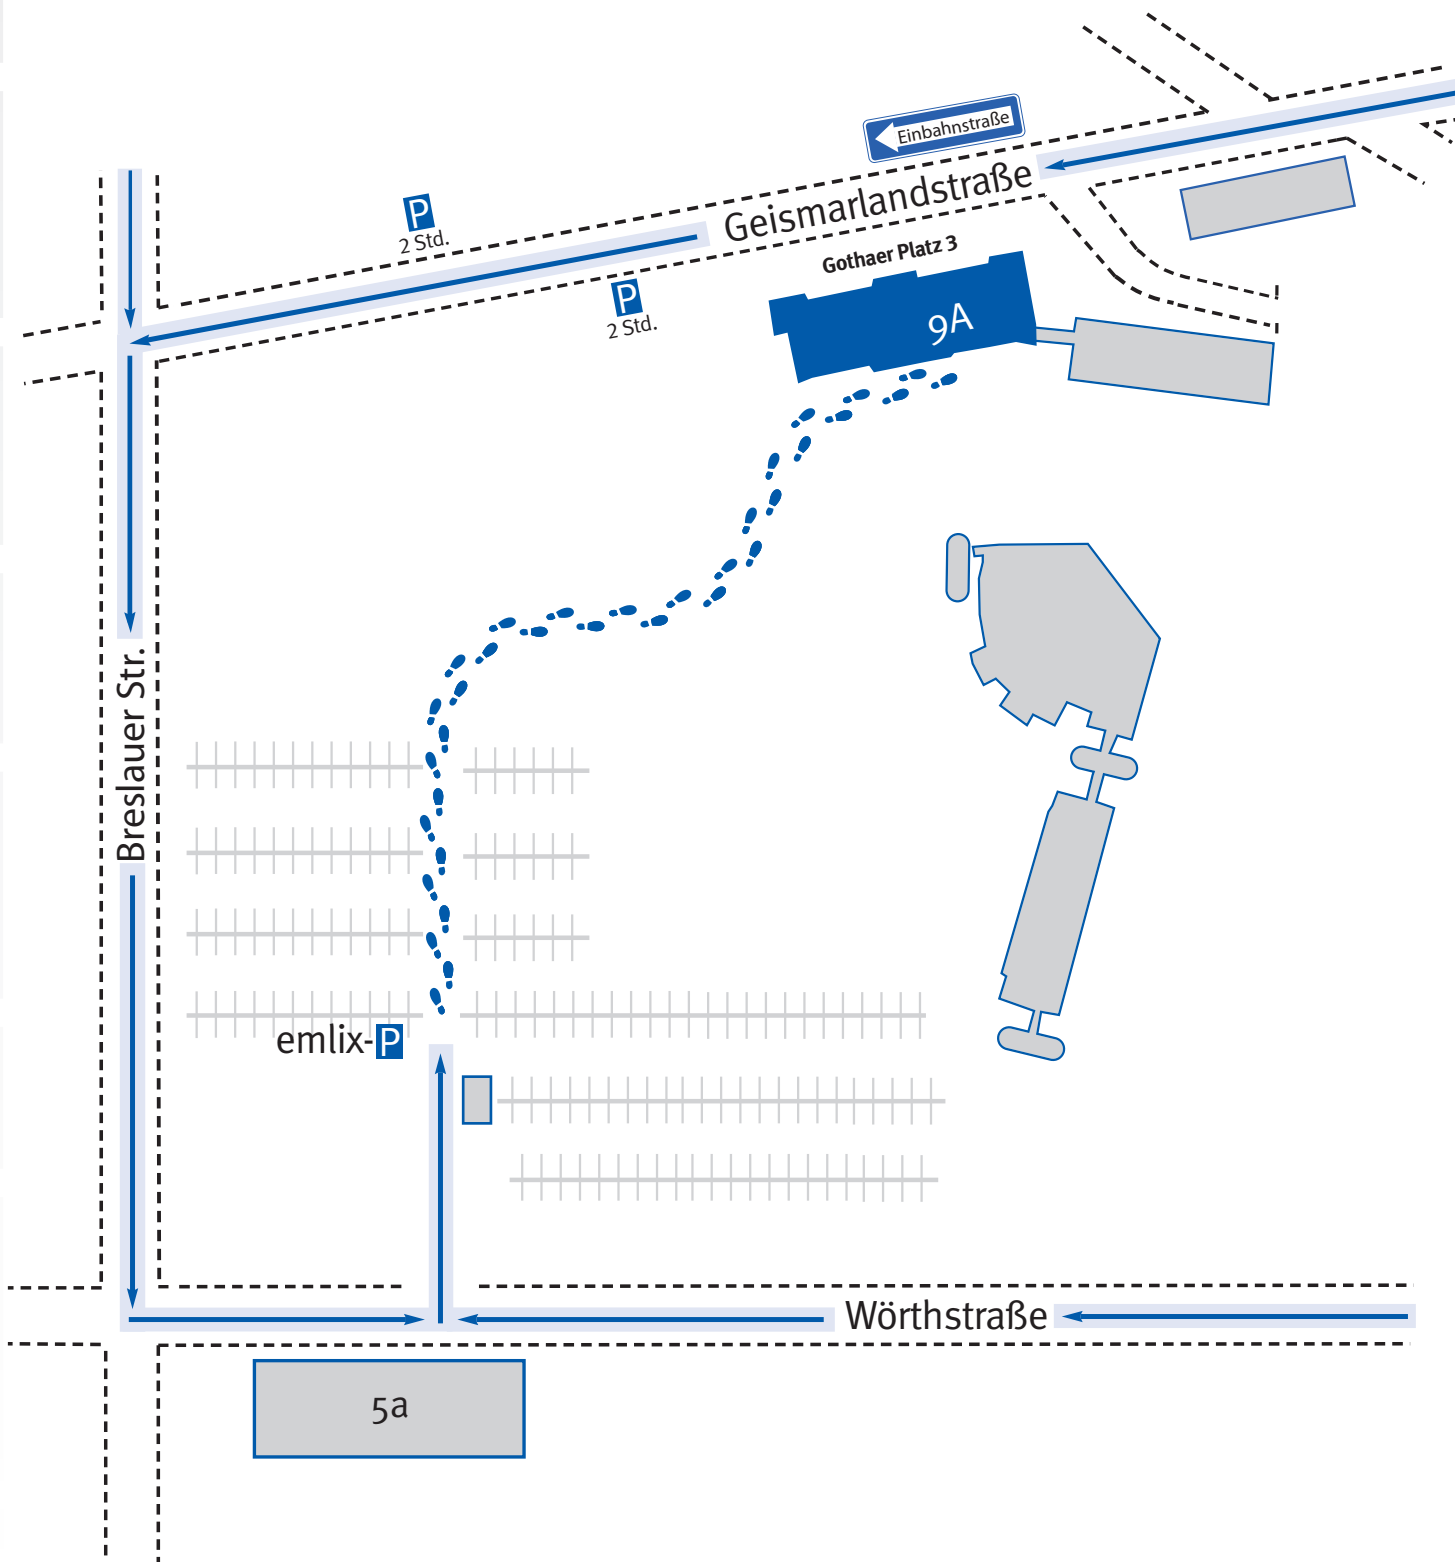 Einbahnstraße
Geismarlandstraße
P
2 Std.
Gothaer Platz 3
P
2 Std.
9A
Breslauer Str.
emlix-P
Wörthstraße
5a